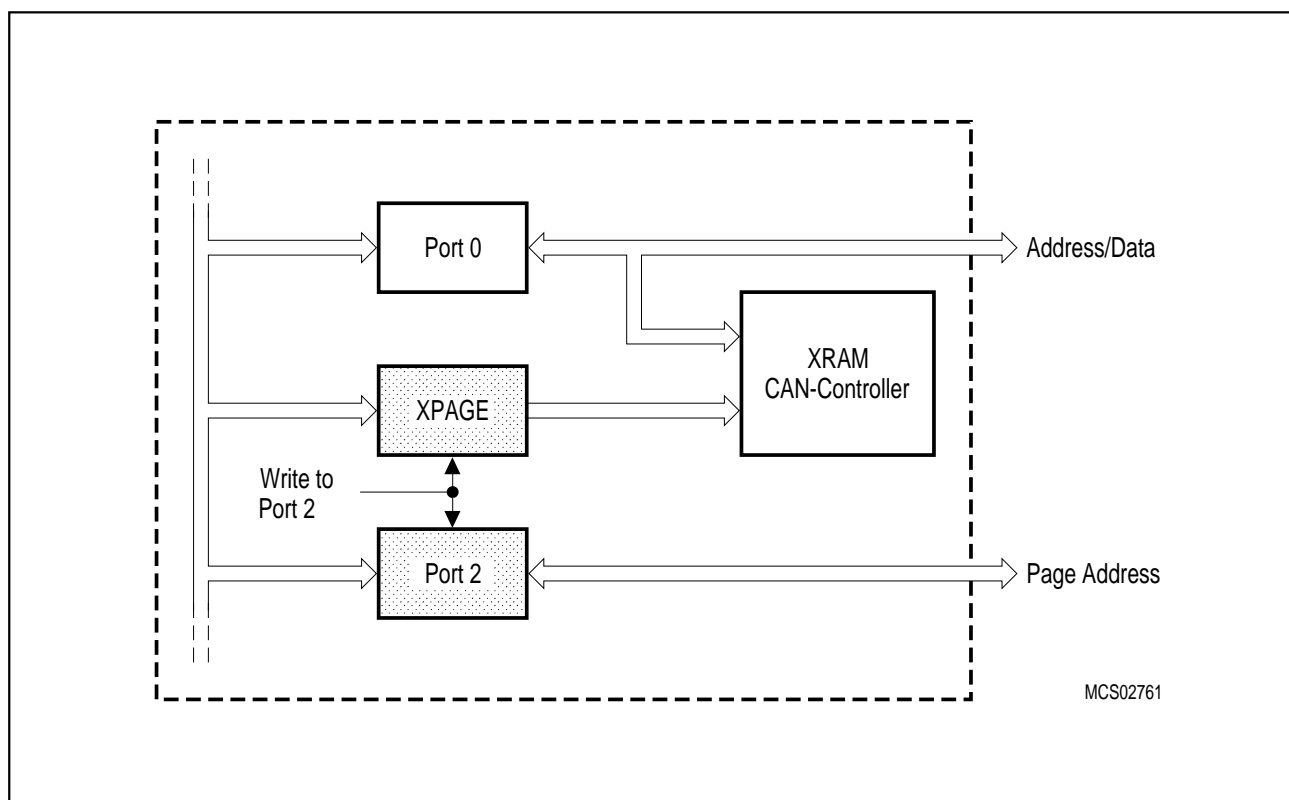 Port 0
Address/Data
XRAM
CAN-Controller
XPAGE
Write to
Port 2
Port 2
Page Address
MCS02761